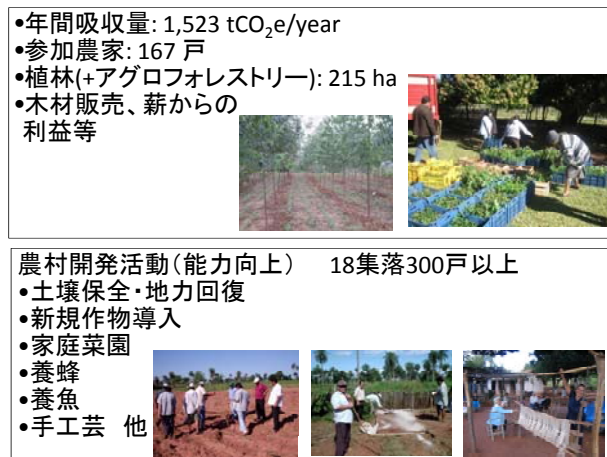 •年間吸収量: 1,523 tCO₂e/year
•参加農家: 167 戸
•植林(+アグロフォレストリー): 215 ha
•木材販売、薪からの
利益等
農村開発活動(能力向上) 18集落300戸以上
•土壌保全・地力回復
•新規作物導入
•家庭菜園
•養蜂
•養魚
•手工芸 他